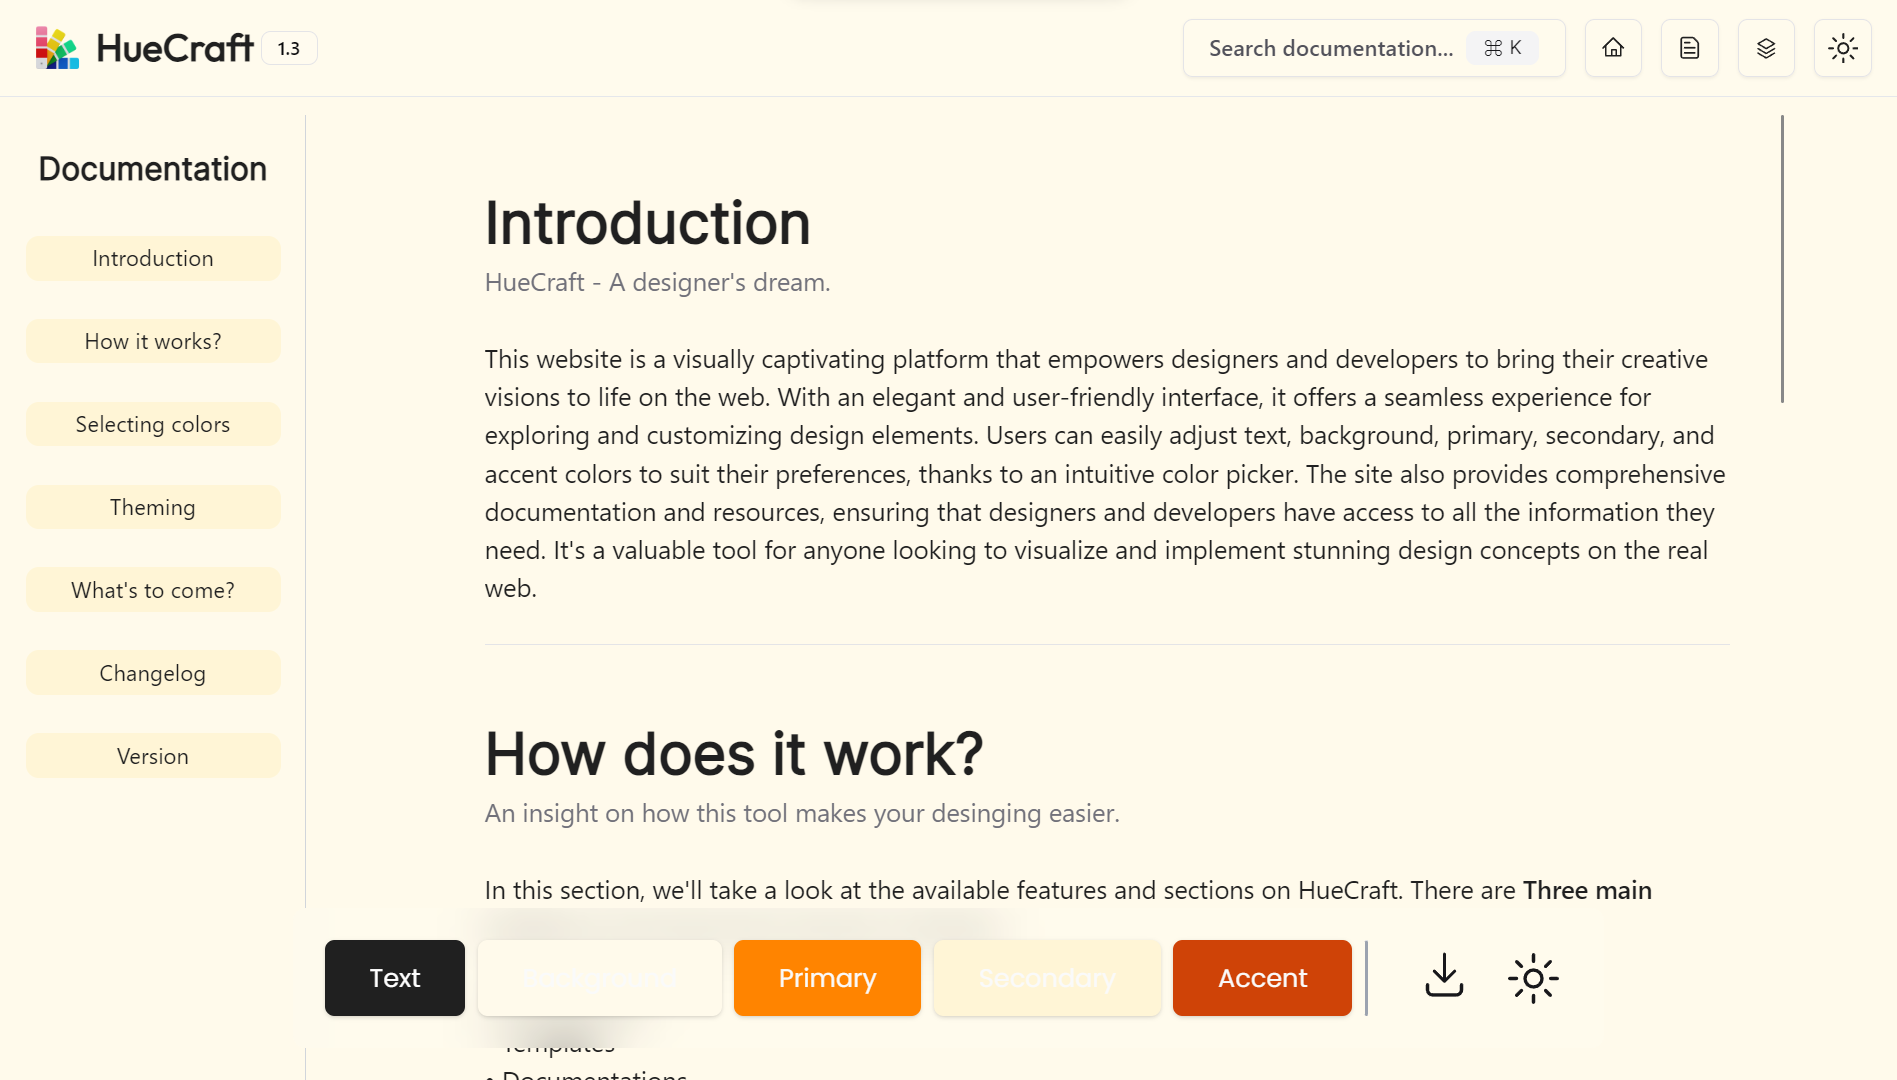 HueCraft 1.3
Search documentation... ⌘ K
Documentation
Introduction
How it works?
Selecting colors
Theming
What's to come?
Changelog
Version
Introduction
HueCraft - A designer's dream.
This website is a visually captivating platform that empowers designers and developers to bring their creative
visions to life on the web. With an elegant and user-friendly interface, it offers a seamless experience for
exploring and customizing design elements. Users can easily adjust text, background, primary, secondary, and
accent colors to suit their preferences, thanks to an intuitive color picker. The site also provides comprehensive
documentation and resources, ensuring that designers and developers have access to all the information they
need. It's a valuable tool for anyone looking to visualize and implement stunning design concepts on the real
web.
How does it work?
An insight on how this tool makes your desinging easier.
In this section, we'll take a look at the available features and sections on HueCraft. There are Three main
Text Background Primary Secondary Accent
Templates
• Documentations